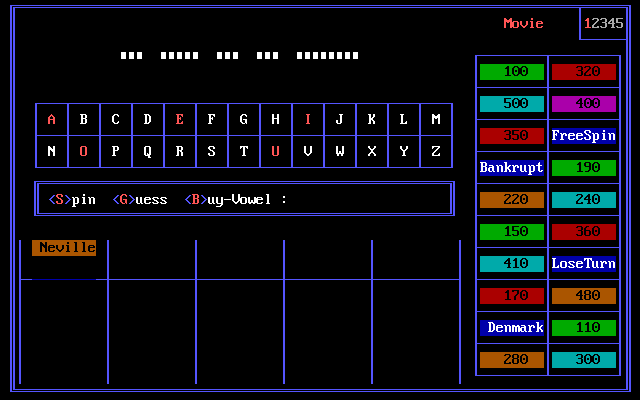 Movie 12345
100 320
500 400
A B C D E F G H I J K L M
350 FreeSpin
N O P Q R S T U V W X Y Z
Bankrupt 190
<S>pin <G>uess <B>uy-Vowel :
220 240
150 360
Neville
410 LoseTurn
170 480
Denmark 110
280 300